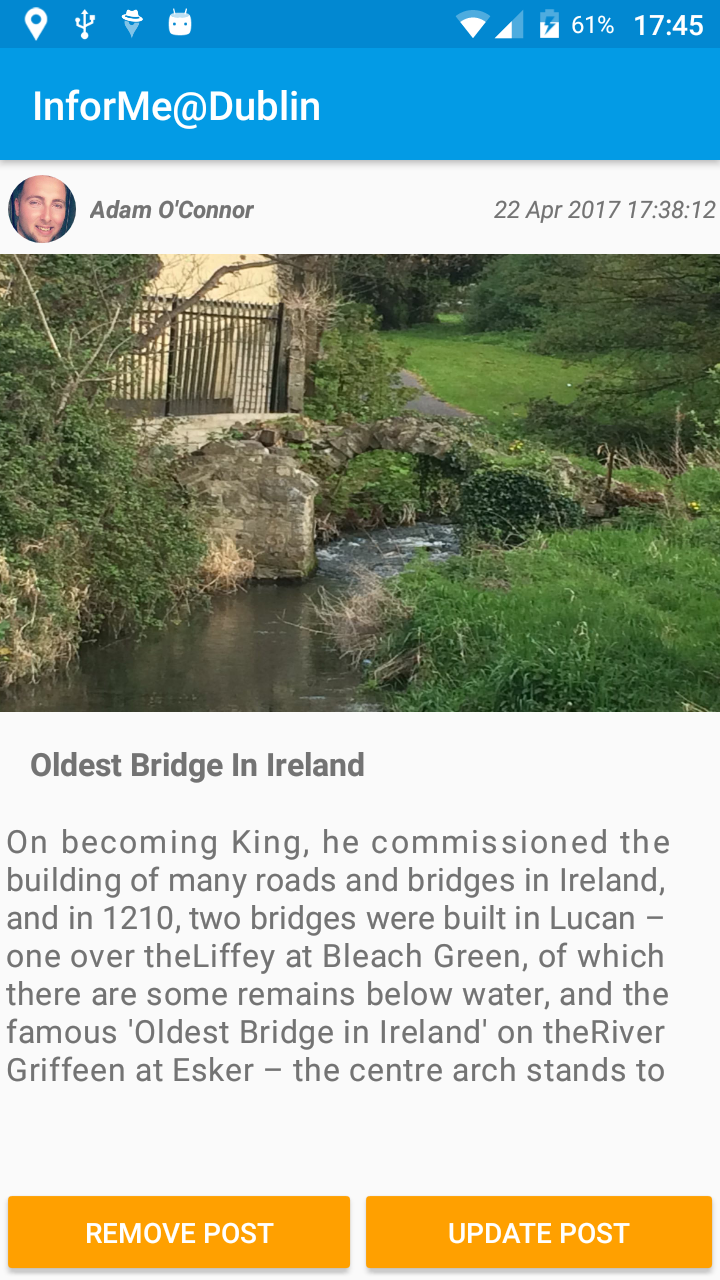 61% 17:45
InforMe@Dublin
Adam O'Connor 22 Apr 2017 17:38:12
Oldest Bridge In Ireland
On becoming King, he commissioned the
building of many roads and bridges in Ireland,
and in 1210, two bridges were built in Lucan –
one over theLiffey at Bleach Green, of which
there are some remains below water, and the
famous 'Oldest Bridge in Ireland' on theRiver
Griffeen at Esker – the centre arch stands to
REMOVE POST UPDATE POST